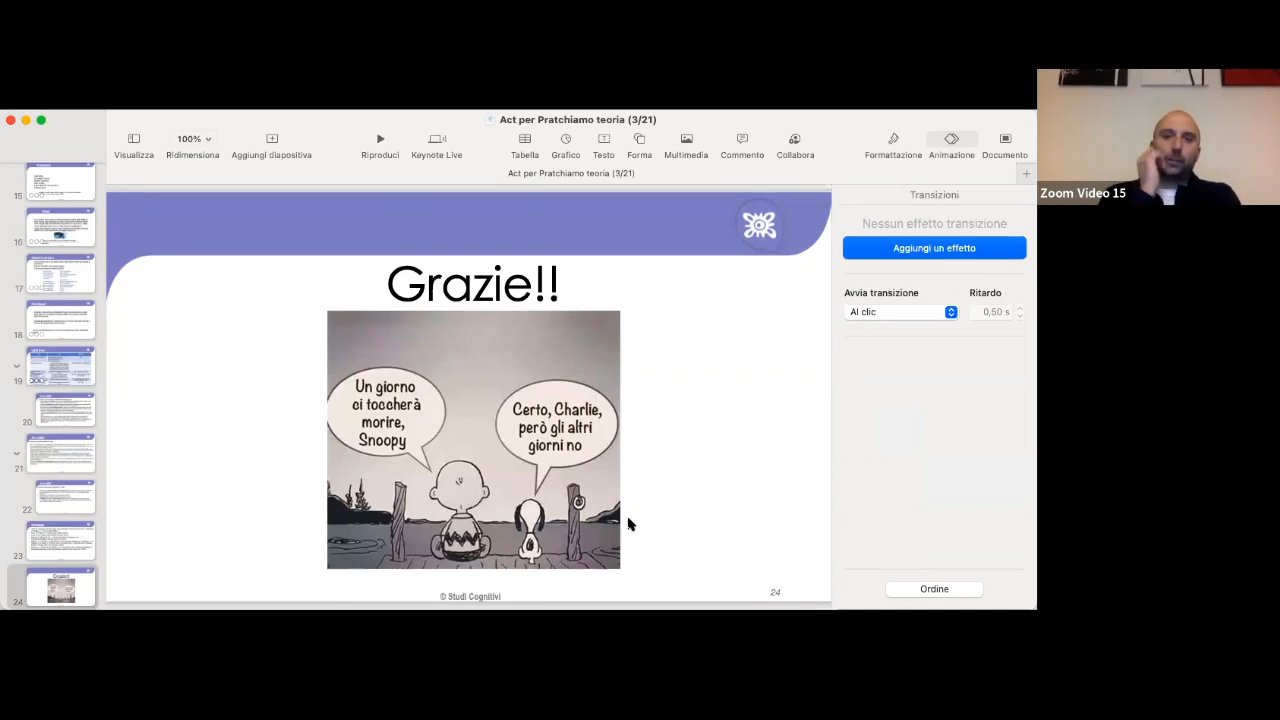 Act per Pratchiamo teoria (3/21)
100%
Visualizza
Ridimensiona
Aggiungi diapositiva
Riproduci
Keynote Live
Tabella
Grafico
Testo
Forma
Multimedia
Commento
Collabora
Formattazione
Animazione
Documento
Act per Pratchiamo teoria (3/21)
15
16
17
18
19
20
21
22
23
24
Grazie!!
Un giorno
ci toccherà
morire,
Snoopy
Certo, Charlie,
però gli altri
giorni no
© Studi Cognitivi
24
Transizioni
Nessun effetto transizione
Aggiungi un effetto
Avvia transizione
Ritardo
Al clic
0,50 s
Ordine
Zoom Video 15